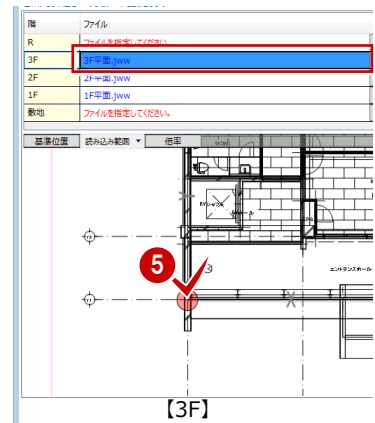 階 ファイル
R ファイルを指定してください。
3F 3F平面.jww
2F 2F平面.jww
1F 1F平面.jww
敷地 ファイルを指定してください。
基準位置 読み込み範囲 倍率
5
エントランスホール
【3F】